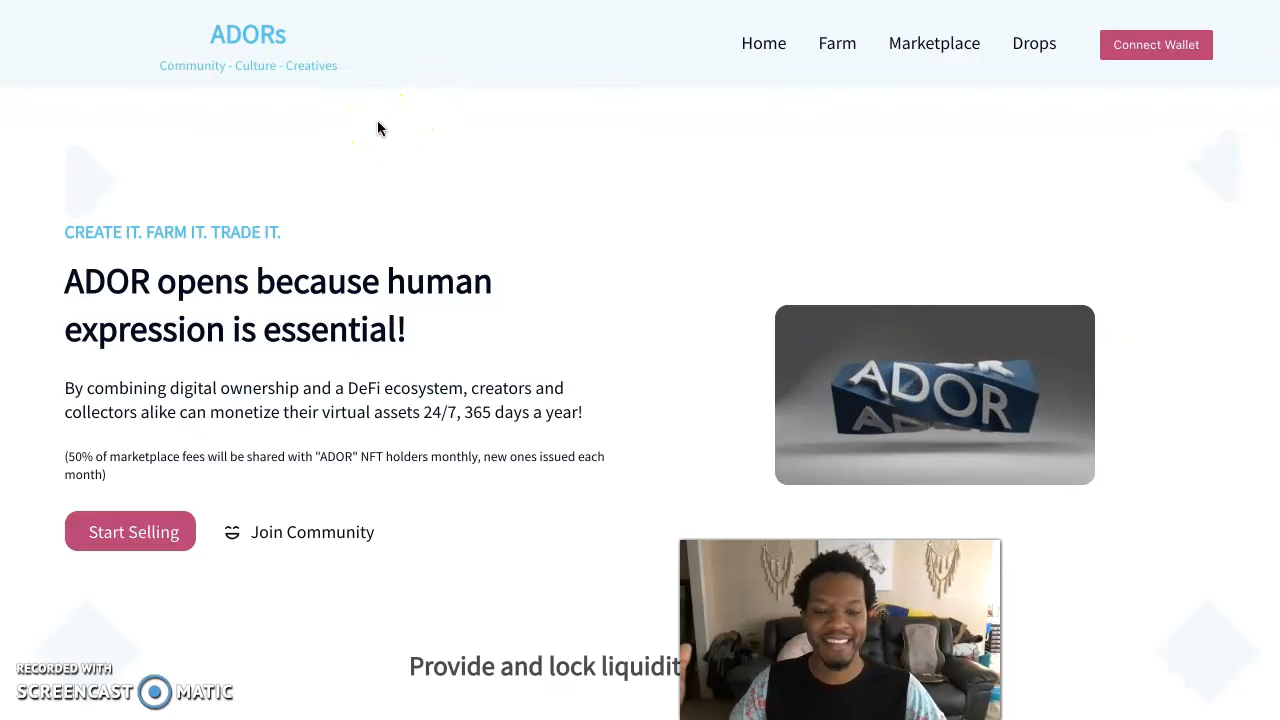 ADORs
Community - Culture - Creatives
Home Farm Marketplace Drops Connect Wallet
CREATE IT. FARM IT. TRADE IT.
ADOR opens because human
expression is essential!
By combining digital ownership and a DeFi ecosystem, creators and
collectors alike can monetize their virtual assets 24/7, 365 days a year!
(50% of marketplace fees will be shared with "ADOR" NFT holders monthly, new ones issued each
month)
Start Selling Join Community
ADOR
ADOR
Provide and lock liquidit
RECORDED WITH
SCREENCAST MATIC